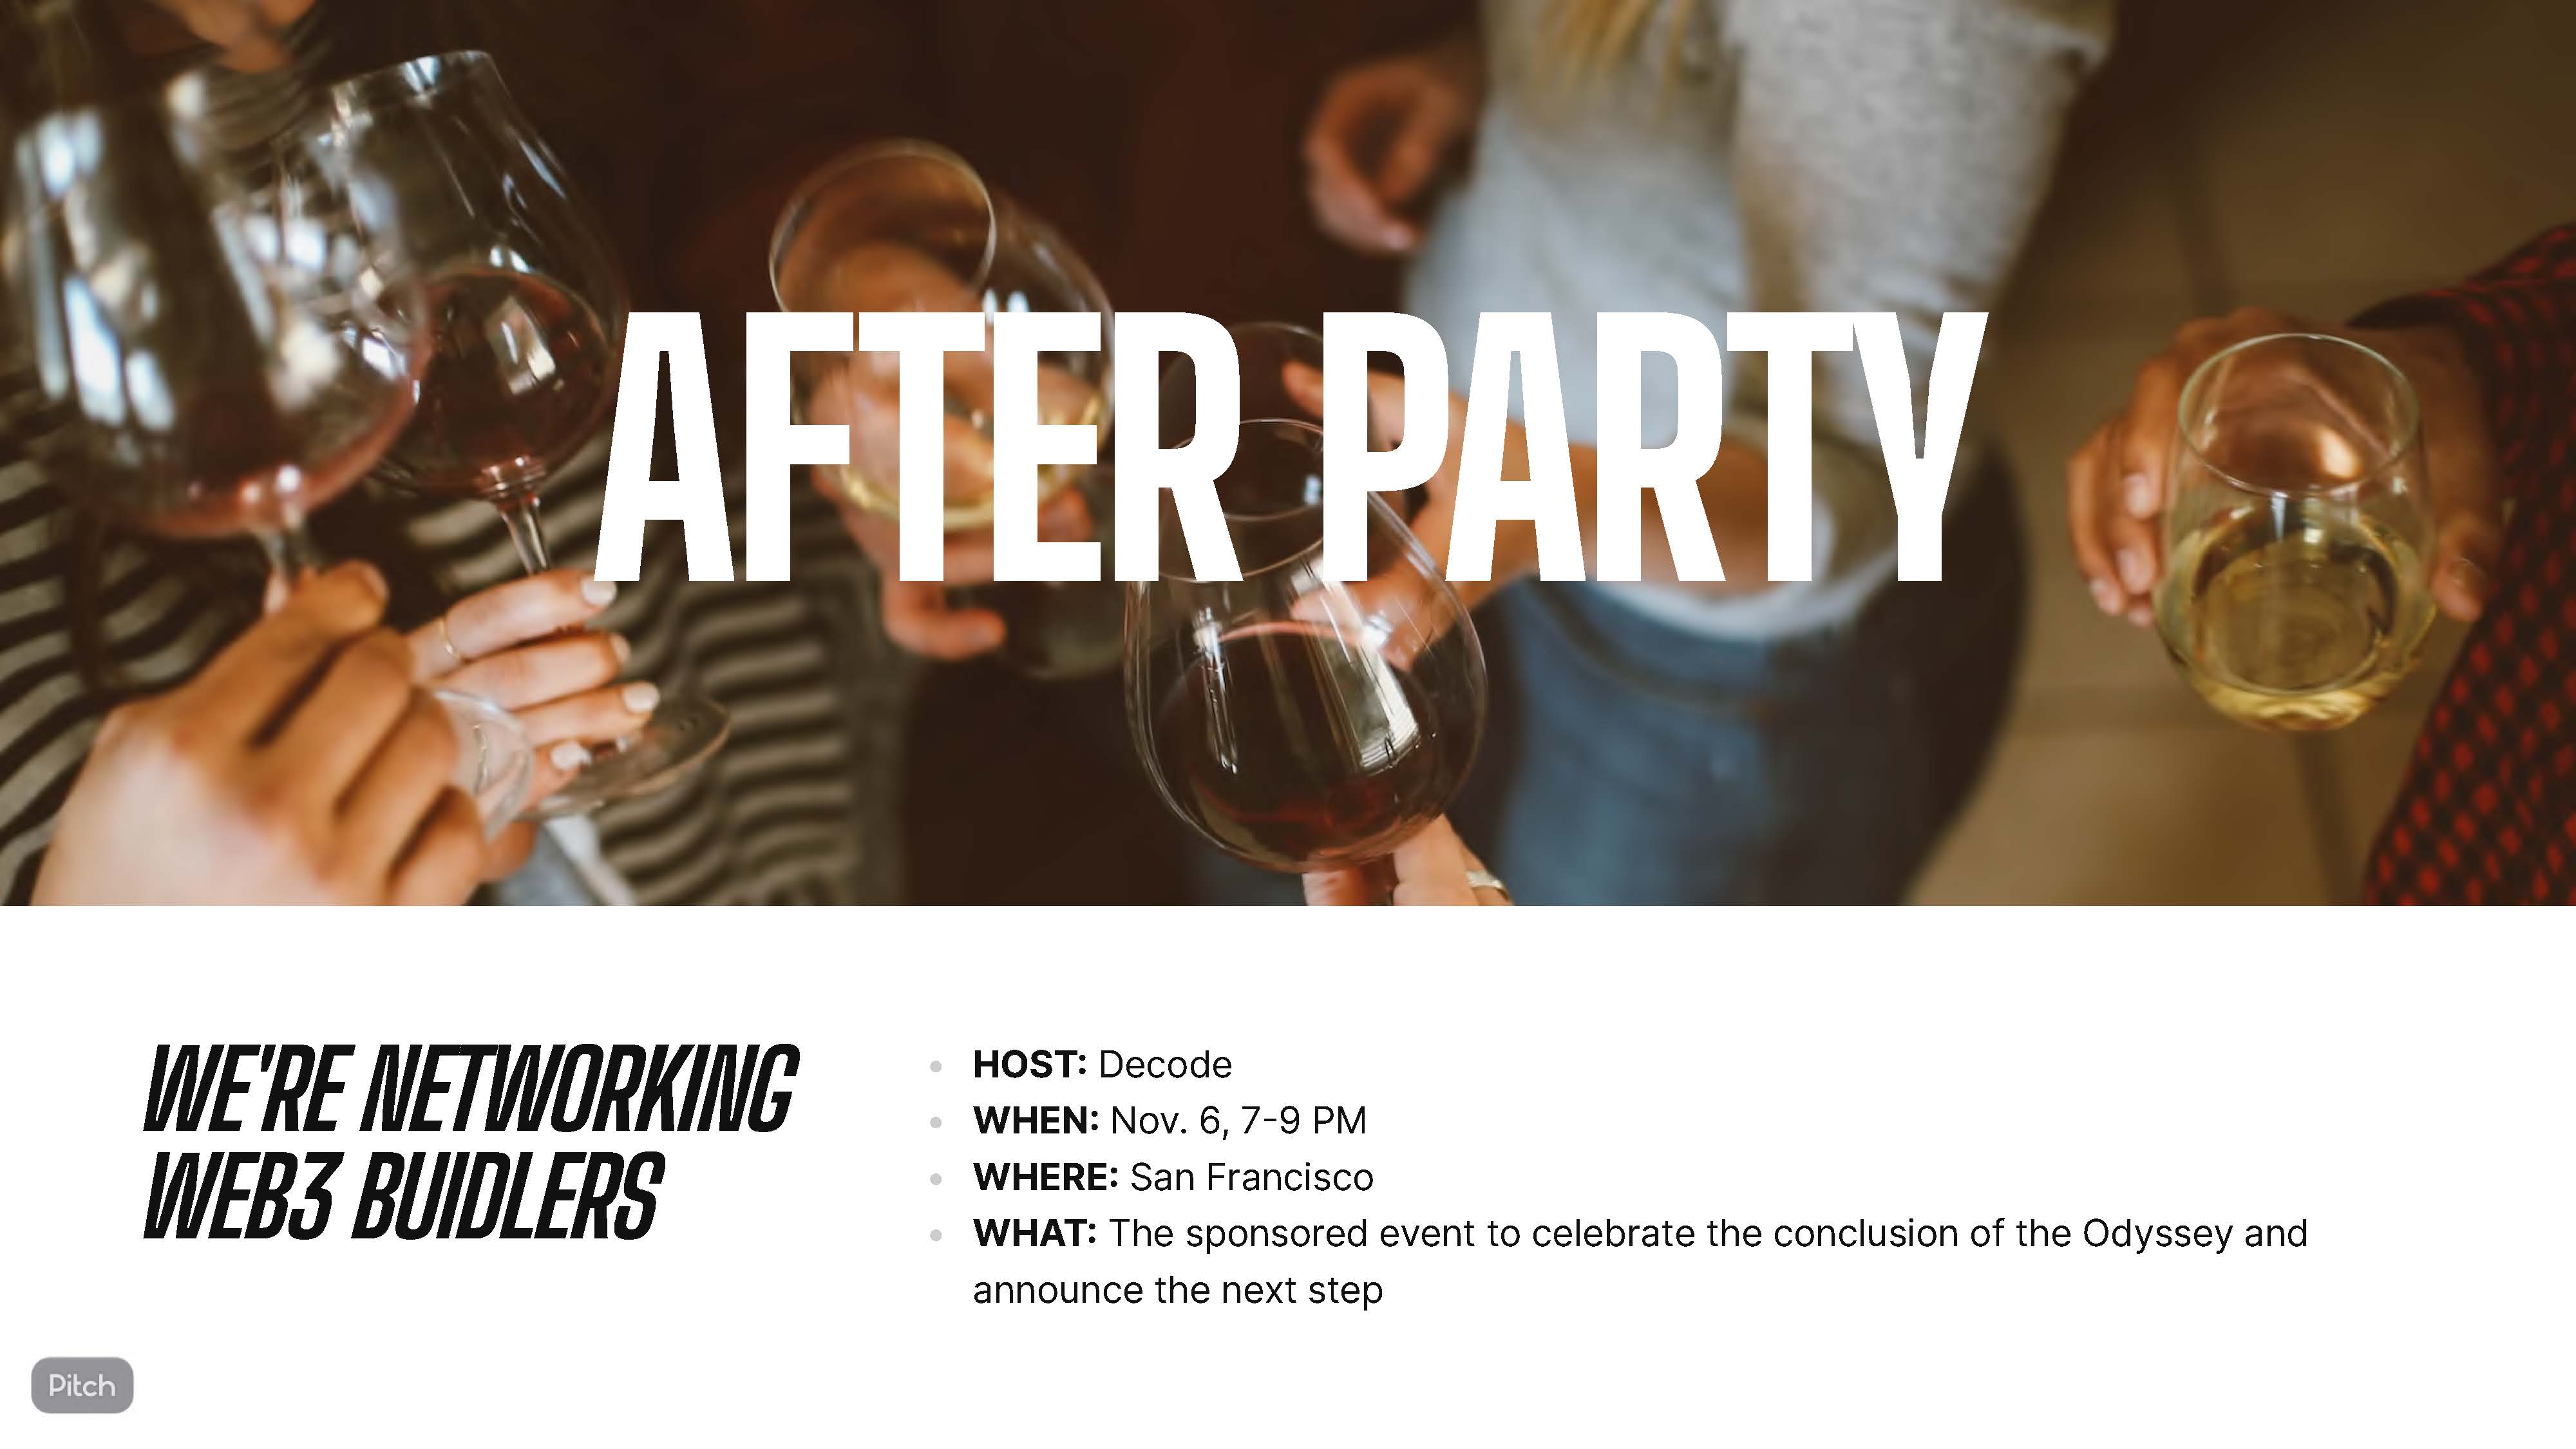 AFTER PARTY
WE'RE NETWORKING
WEB3 BUIDLERS
• HOST: Decode
• WHEN: Nov. 6, 7-9 PM
• WHERE: San Francisco
• WHAT: The sponsored event to celebrate the conclusion of the Odyssey and
announce the next step
Pitch